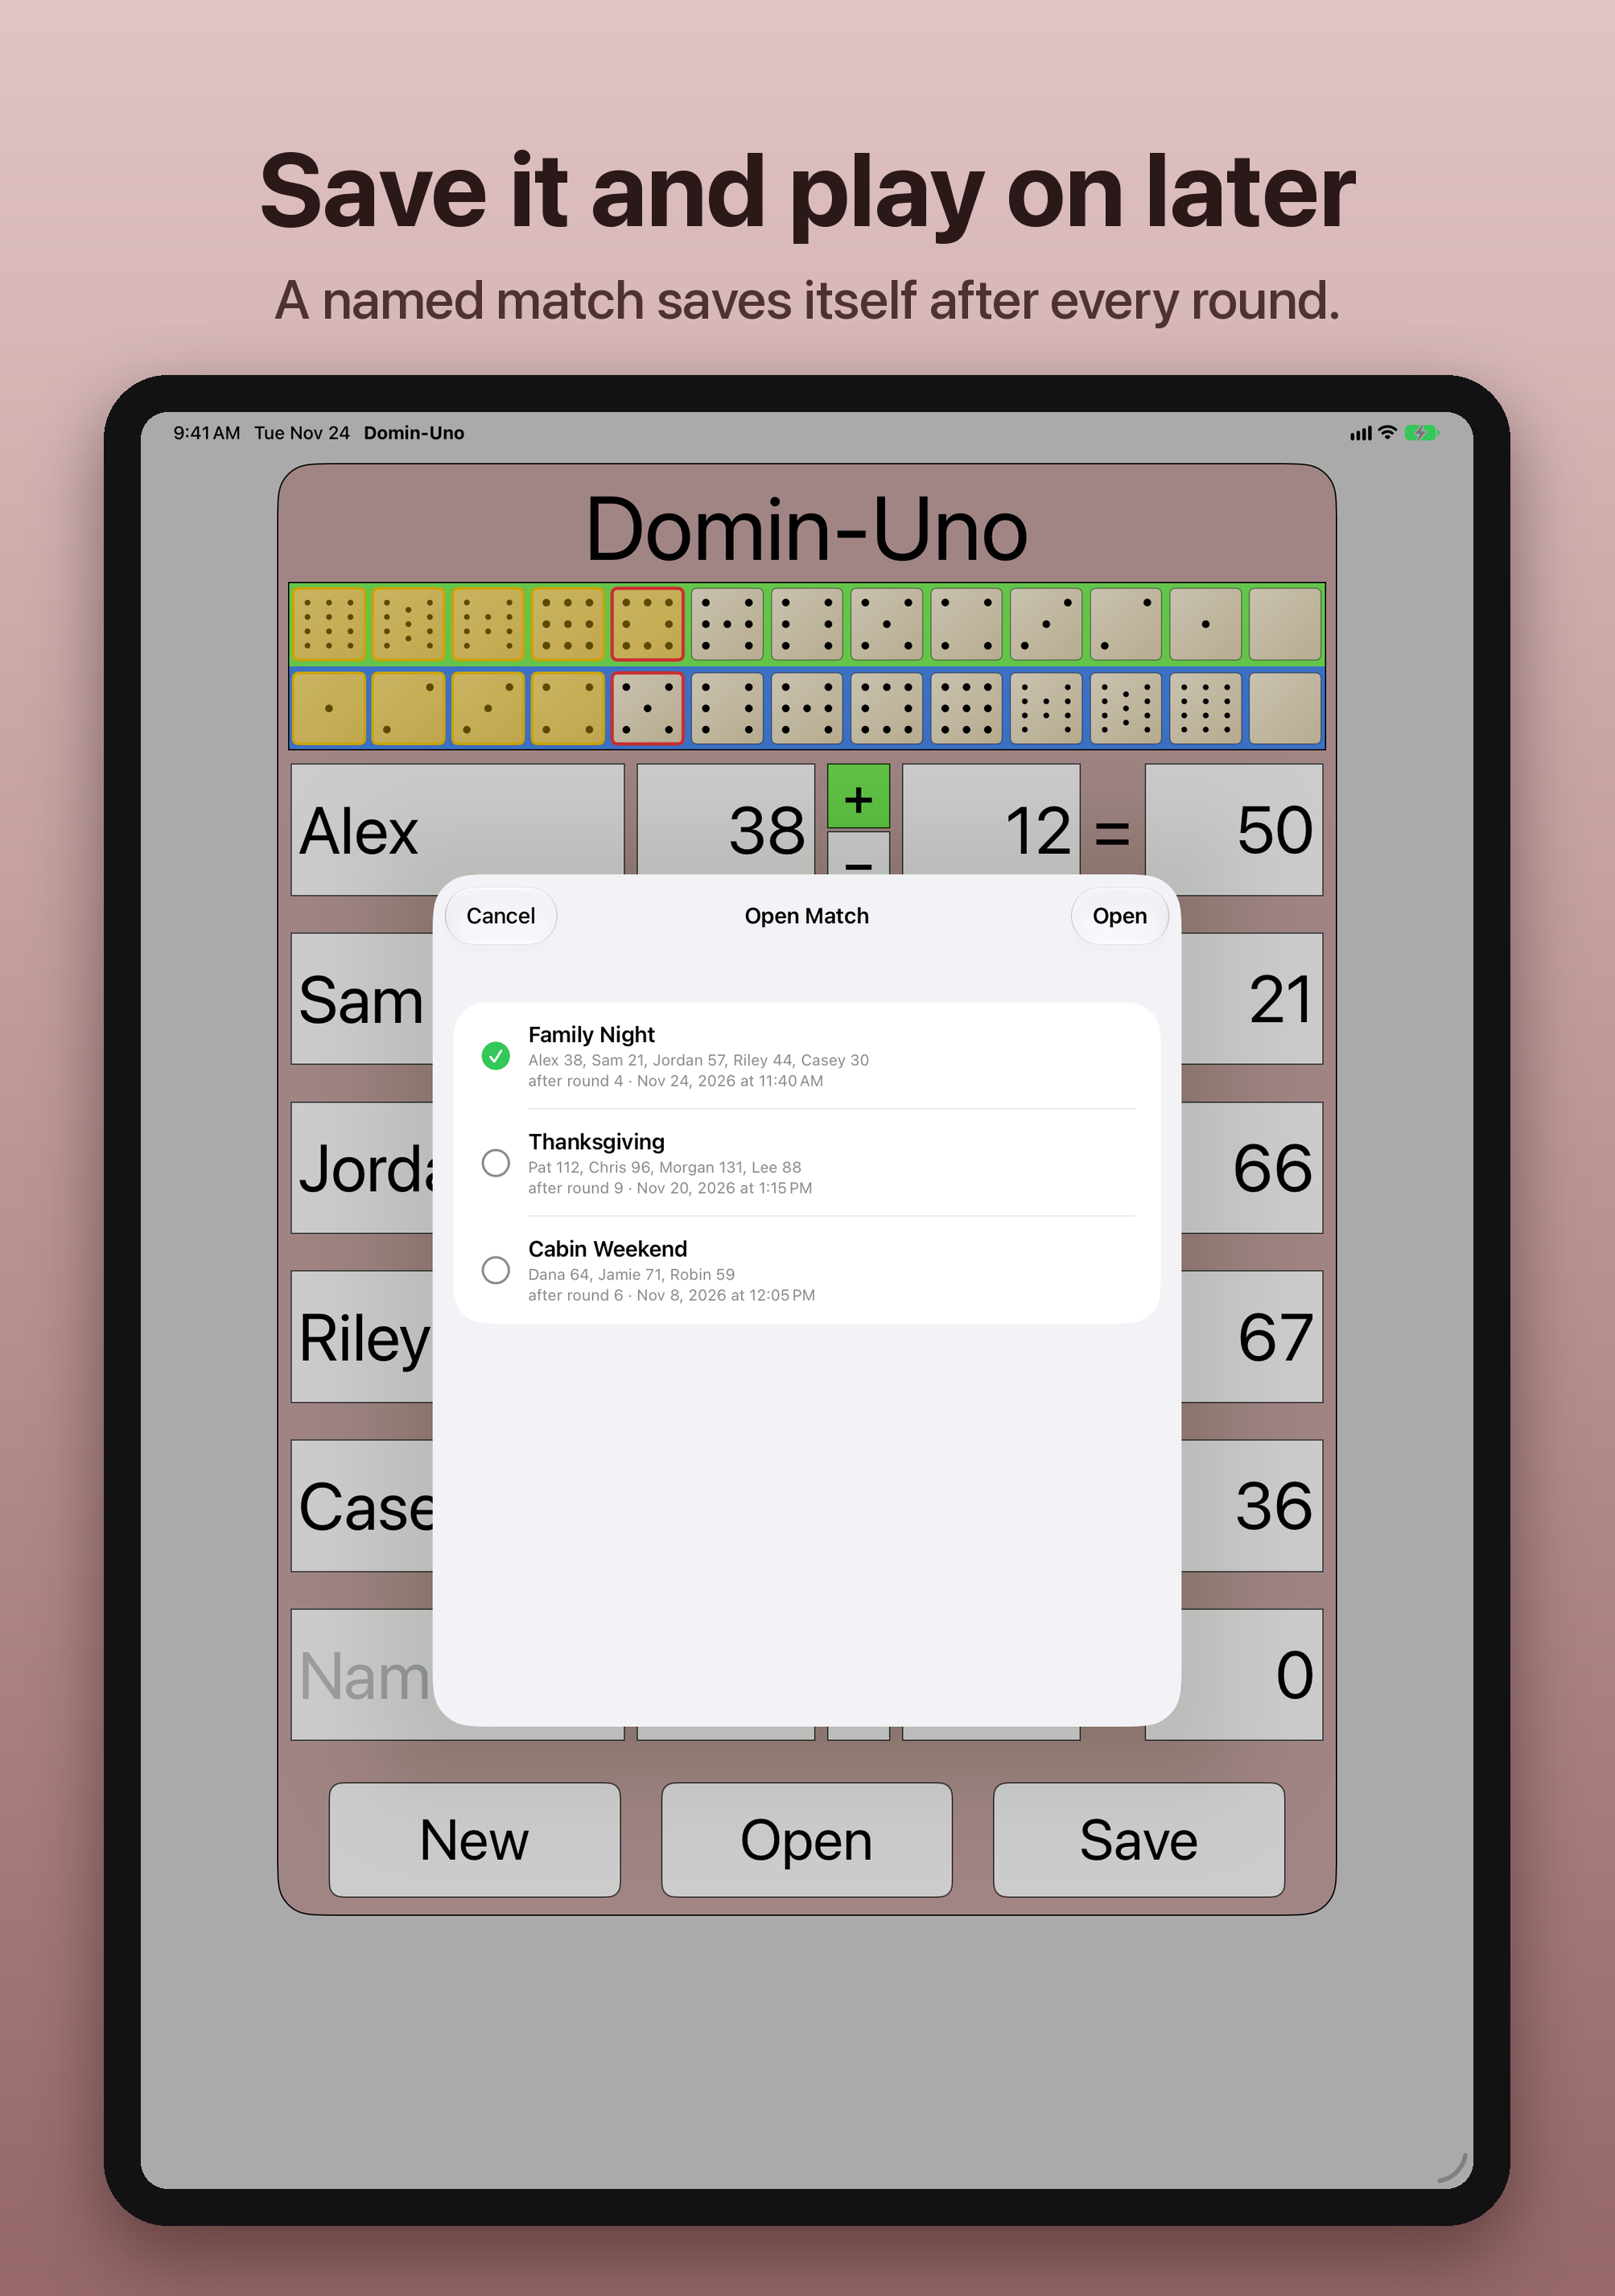 Save it and play on later
A named match saves itself after every round.
9:41 AM Tue Nov 24 Domin-Uno
Domin-Uno
Alex 38 + 12 = 50
−
Cancel Open Match Open
Sam 21
Family Night
Alex 38, Sam 21, Jordan 57, Riley 44, Casey 30
after round 4 · Nov 24, 2026 at 11:40 AM
Thanksgiving
Pat 112, Chris 96, Morgan 131, Lee 88
after round 9 · Nov 20, 2026 at 1:15 PM
Jorda 66
Cabin Weekend
Dana 64, Jamie 71, Robin 59
after round 6 · Nov 8, 2026 at 12:05 PM
Riley 67
Case 36
Nam 0
New Open Save